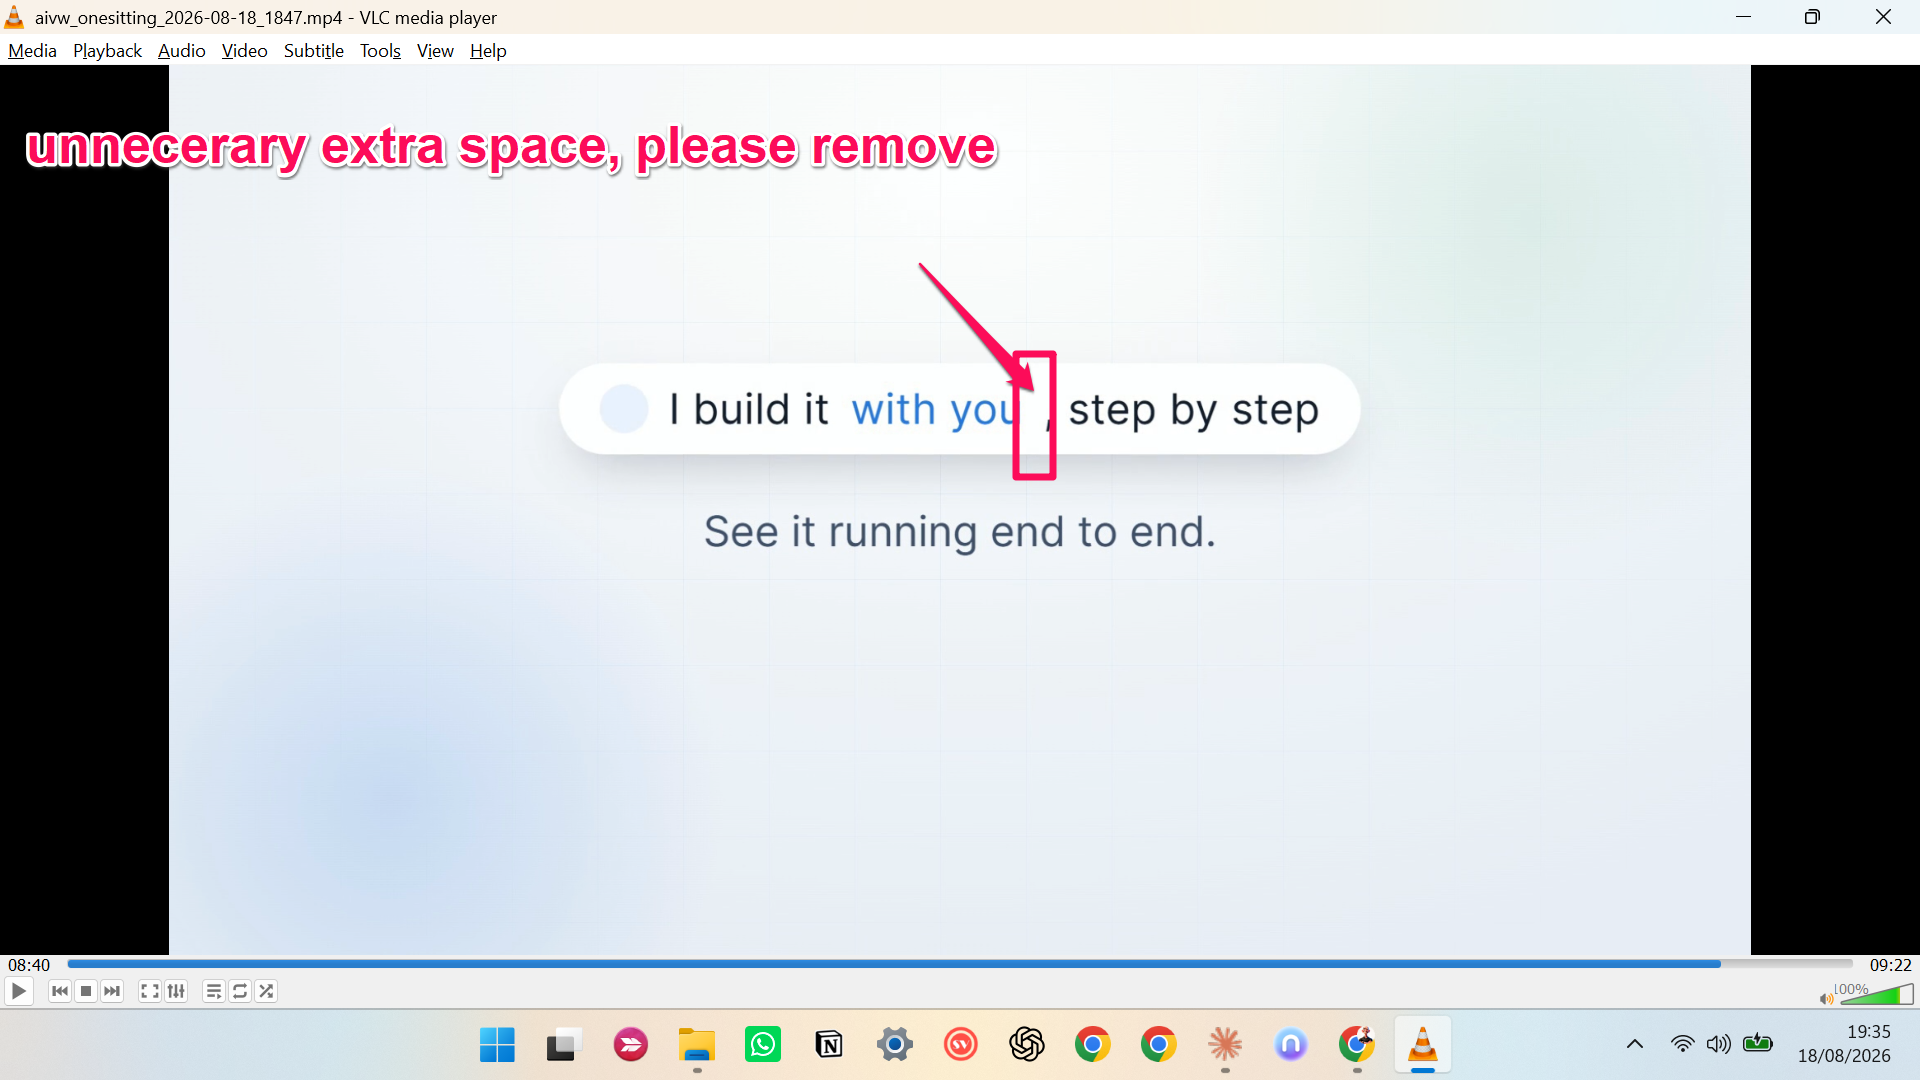 aivw_onesitting_2026-08-18_1847.mp4 - VLC media player
Media Playback Audio Video Subtitle Tools View Help
unnecerary extra space, please remove
I build it with you , step by step
See it running end to end.
08:40
09:22
100%
19:35
18/08/2026